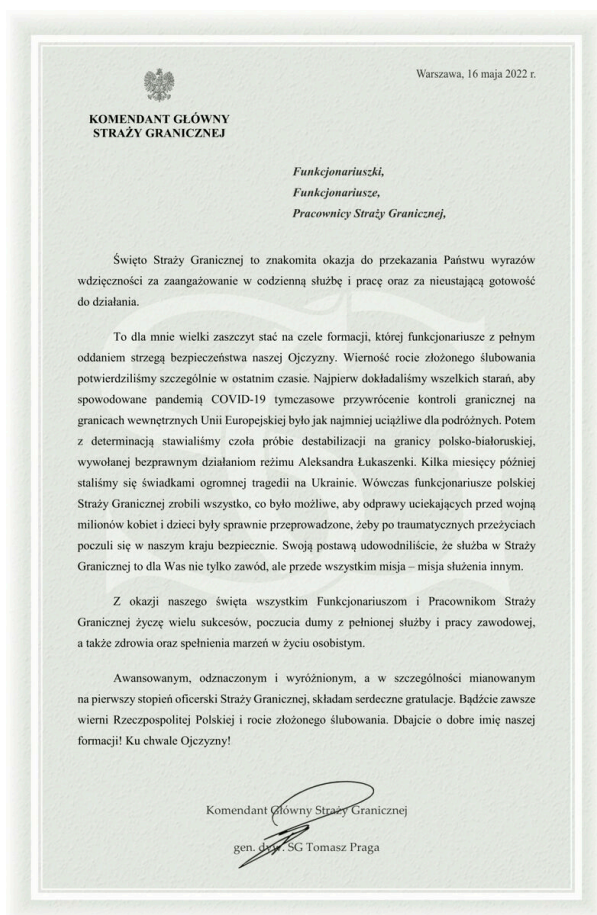 Warszawa, 16 maja 2022 r.
KOMENDANT GŁÓWNY
STRAŻY GRANICZNEJ
Funkcjonariuszki,
Funkcjonariusze,
Pracownicy Straży Granicznej,
Święto Straży Granicznej to znakomita okazja do przekazania Państwu wyrazów
wdzięczności za zaangażowanie w codzienną służbę i pracę oraz za nieustającą gotowość
do działania.
To dla mnie wielki zaszczyt stać na czele formacji, której funkcjonariusze z pełnym
oddaniem strzegą bezpieczeństwa naszej Ojczyzny. Wierność rocie złożonego ślubowania
potwierdziliśmy szczególnie w ostatnim czasie. Najpierw dokładaliśmy wszelkich starań, aby
spowodowane pandemią COVID-19 tymczasowe przywrócenie kontroli granicznej na
granicach wewnętrznych Unii Europejskiej było jak najmniej uciążliwe dla podróżnych. Potem
z determinacją stawialiśmy czoła próbie destabilizacji na granicy polsko-białoruskiej,
wywołanej bezprawnym działaniom reżimu Aleksandra Łukaszenki. Kilka miesięcy później
staliśmy się świadkami ogromnej tragedii na Ukrainie. Wówczas funkcjonariusze polskiej
Straży Granicznej zrobili wszystko, co było możliwe, aby odprawy uciekających przed wojną
milionów kobiet i dzieci były sprawnie przeprowadzone, żeby po traumatycznych przeżyciach
poczuli się w naszym kraju bezpiecznie. Swoją postawą udowodniliście, że służba w Straży
Granicznej to dla Was nie tylko zawód, ale przede wszystkim misja – misja służenia innym.
Z okazji naszego święta wszystkim Funkcjonariuszom i Pracownikom Straży
Granicznej życzę wielu sukcesów, poczucia dumy z pełnionej służby i pracy zawodowej,
a także zdrowia oraz spełnienia marzeń w życiu osobistym.
Awansowanym, odznaczonym i wyróżnionym, a w szczególności mianowanym
na pierwszy stopień oficerski Straży Granicznej, składam serdeczne gratulacje. Bądźcie zawsze
wierni Rzeczpospolitej Polskiej i rocie złożonego ślubowania. Dbajcie o dobre imię naszej
formacji! Ku chwale Ojczyzny!
Komendant Główny Straży Granicznej
gen. dyw. SG Tomasz Praga